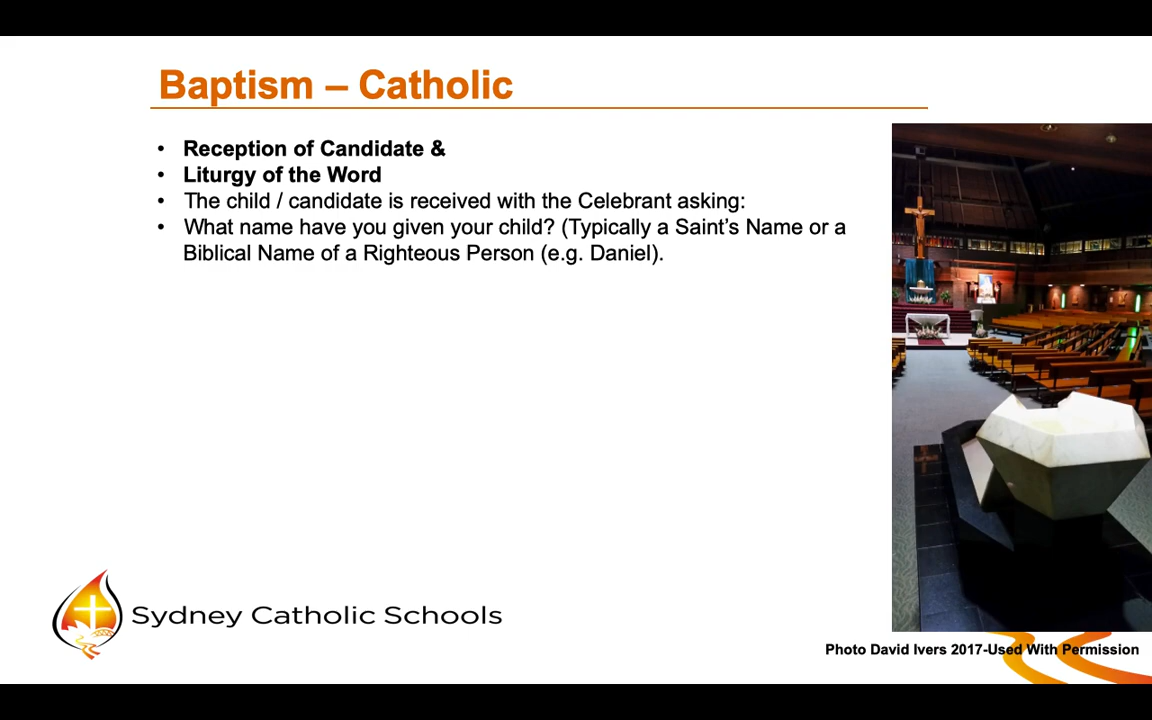 Baptism – Catholic
• Reception of Candidate &
• Liturgy of the Word
• The child / candidate is received with the Celebrant asking:
• What name have you given your child? (Typically a Saint’s Name or a
Biblical Name of a Righteous Person (e.g. Daniel).
Sydney Catholic Schools
Photo David Ivers 2017-Used With Permission